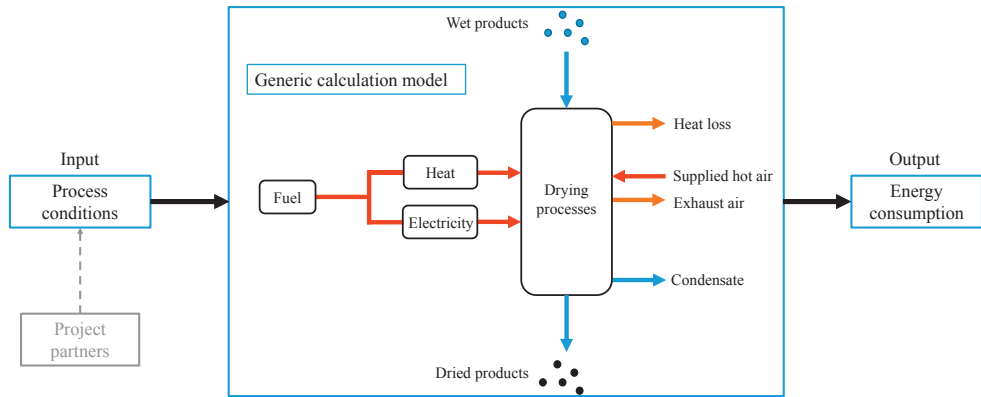 Wet products
Generic calculation model
Input
Process
conditions
Project
partners
Fuel
Heat
Electricity
Drying
processes
Heat loss
Supplied hot air
Exhaust air
Condensate
Dried products
Output
Energy
consumption